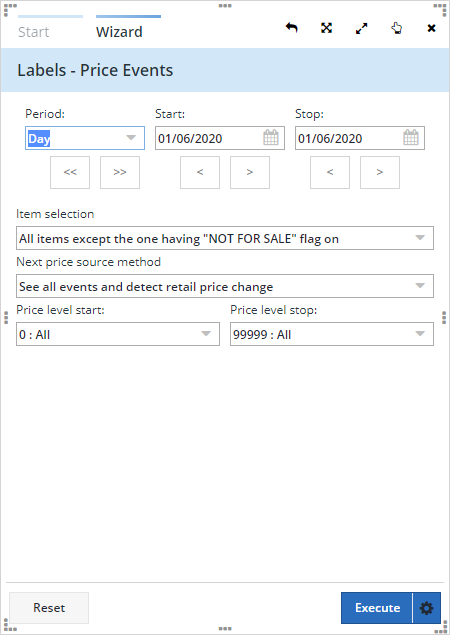 Start Wizard
Labels - Price Events
Period: Start: Stop:
Day 01/06/2020 01/06/2020
<< >> < > < >
Item selection
All items except the one having "NOT FOR SALE" flag on
Next price source method
See all events and detect retail price change
Price level start: Price level stop:
0 : All 99999 : All
Reset Execute